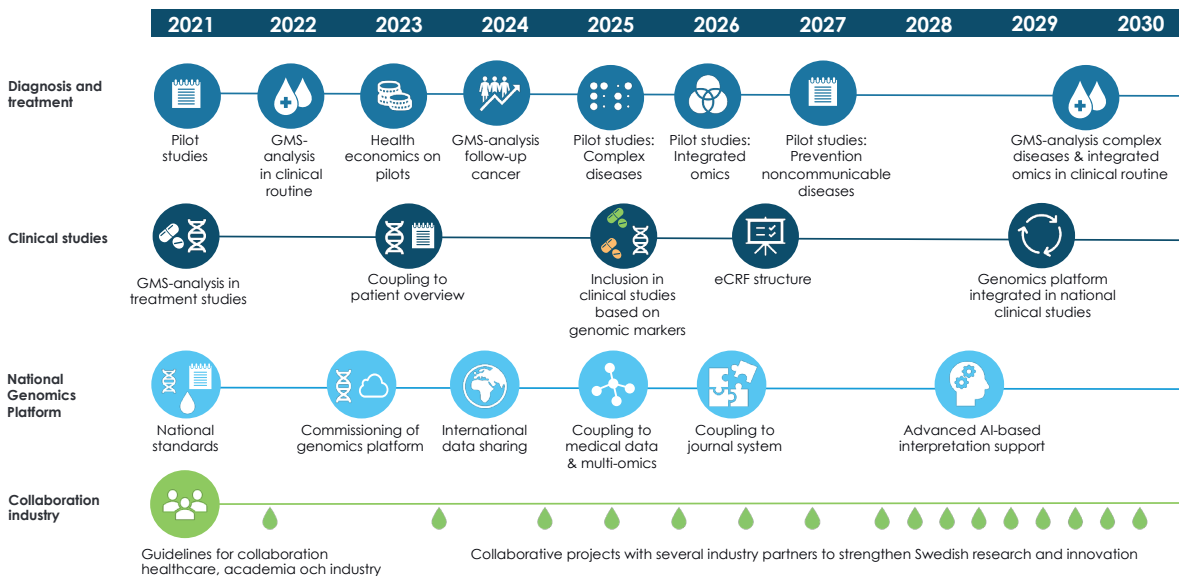 2021 2022 2023 2024 2025 2026 2027 2028 2029 2030
Diagnosis and
treatment
Pilot
studies
GMS-
analysis
in clinical
routine
Health
economics on
pilots
GMS-analysis
follow-up
cancer
Pilot studies:
Complex
diseases
Pilot studies:
Integrated
omics
Pilot studies:
Prevention
noncommunicable
diseases
GMS-analysis complex
diseases & integrated
omics in clinical routine
Clinical studies
GMS-analysis in
treatment studies
Coupling to
patient overview
Inclusion in
clinical studies
based on
genomic markers
eCRF structure
Genomics platform
integrated in national
clinical studies
National
Genomics
Platform
National
standards
Commissioning of
genomics platform
International
data sharing
Coupling to
medical data
& multi-omics
Coupling to
journal system
Advanced AI-based
interpretation support
Collaboration
industry
Guidelines for collaboration
healthcare, academia och industry
Collaborative projects with several industry partners to strengthen Swedish research and innovation